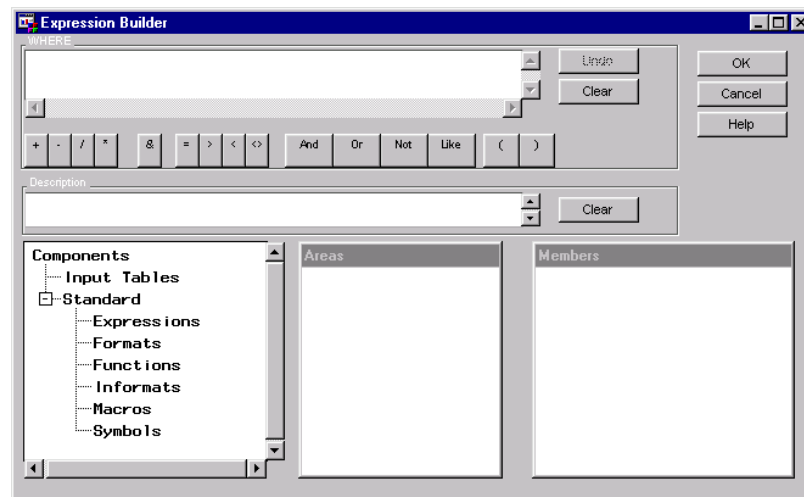 Expression Builder
WHERE
Undo
Clear
OK
Cancel
Help
+ - / * & = > < <> And Or Not Like ( )
Description
Clear
Components
Input Tables
Standard
Expressions
Formats
Functions
Informats
Macros
Symbols
Areas
Members